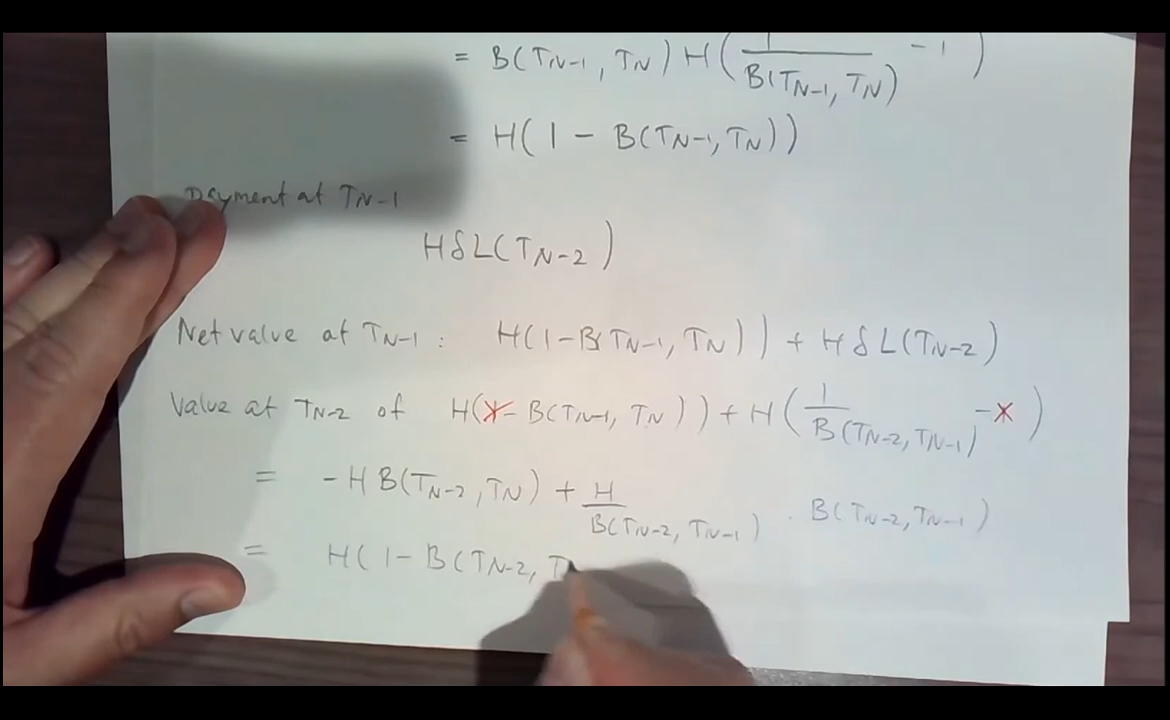 = B(TN-1, TN) H( 1/B(TN-1, TN) - 1 )
= H( 1 - B(TN-1, TN))
Payment at TN-1
HδL(TN-2)
Net value at TN-1 : H(1-B(TN-1, TN)) + HδL(TN-2)
Value at TN-2 of H(1 - B(TN-1, TN)) + H( 1/B(TN-2, TN-1) - 1 )
= - H B(TN-2, TN) + H/B(TN-2, TN-1) . B(TN-2, TN-1)
= H( 1 - B(TN-2, T